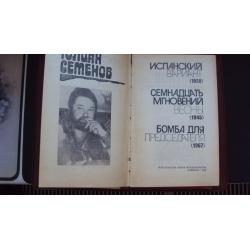 ЮЛИАН
СЕМЕНОВ
ИСПАНСКИЙ
ВАРИАНТ
(1938)
СЕМНАДЦАТЬ
МГНОВЕНИЙ
ВЕСНЫ
(1945)
БОМБА ДЛЯ
ПРЕДСЕДАТЕЛЯ
(1967)